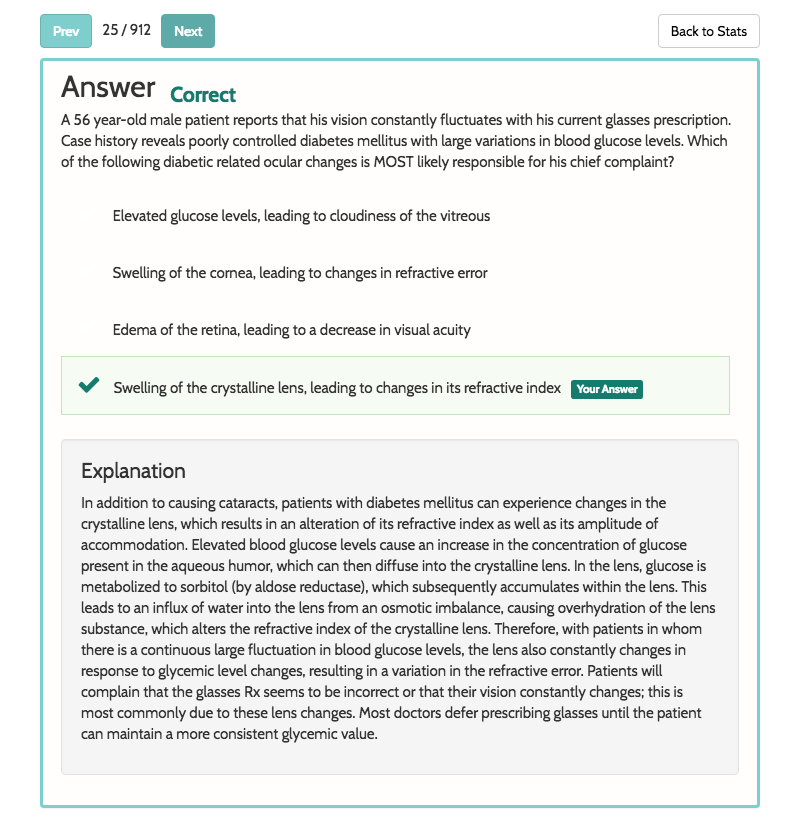 Prev 25 / 912 Next Back to Stats
Answer Correct
A 56 year-old male patient reports that his vision constantly fluctuates with his current glasses prescription.
Case history reveals poorly controlled diabetes mellitus with large variations in blood glucose levels. Which
of the following diabetic related ocular changes is MOST likely responsible for his chief complaint?
Elevated glucose levels, leading to cloudiness of the vitreous
Swelling of the cornea, leading to changes in refractive error
Edema of the retina, leading to a decrease in visual acuity
Swelling of the crystalline lens, leading to changes in its refractive index Your Answer
Explanation
In addition to causing cataracts, patients with diabetes mellitus can experience changes in the
crystalline lens, which results in an alteration of its refractive index as well as its amplitude of
accommodation. Elevated blood glucose levels cause an increase in the concentration of glucose
present in the aqueous humor, which can then diffuse into the crystalline lens. In the lens, glucose is
metabolized to sorbitol (by aldose reductase), which subsequently accumulates within the lens. This
leads to an influx of water into the lens from an osmotic imbalance, causing overhydration of the lens
substance, which alters the refractive index of the crystalline lens. Therefore, with patients in whom
there is a continuous large fluctuation in blood glucose levels, the lens also constantly changes in
response to glycemic level changes, resulting in a variation in the refractive error. Patients will
complain that the glasses Rx seems to be incorrect or that their vision constantly changes; this is
most commonly due to these lens changes. Most doctors defer prescribing glasses until the patient
can maintain a more consistent glycemic value.